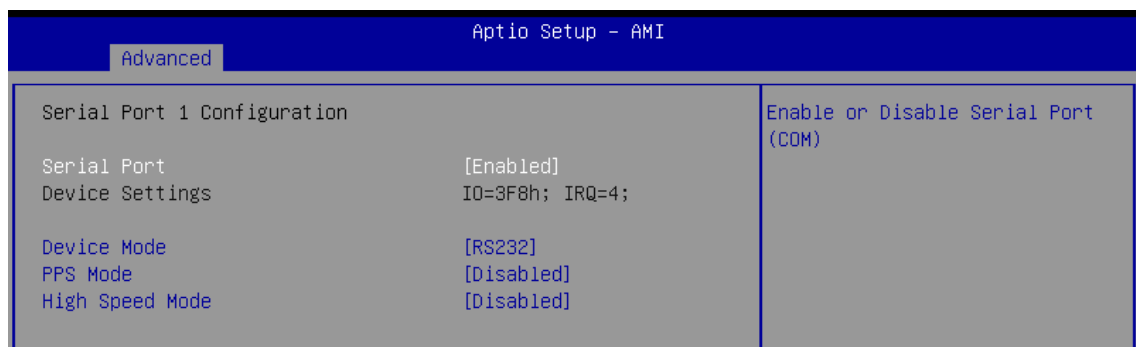 Aptio Setup – AMI
Advanced
Serial Port 1 Configuration
Serial Port [Enabled]
Device Settings IO=3F8h; IRQ=4;
Device Mode [RS232]
PPS Mode [Disabled]
High Speed Mode [Disabled]
Enable or Disable Serial Port
(COM)